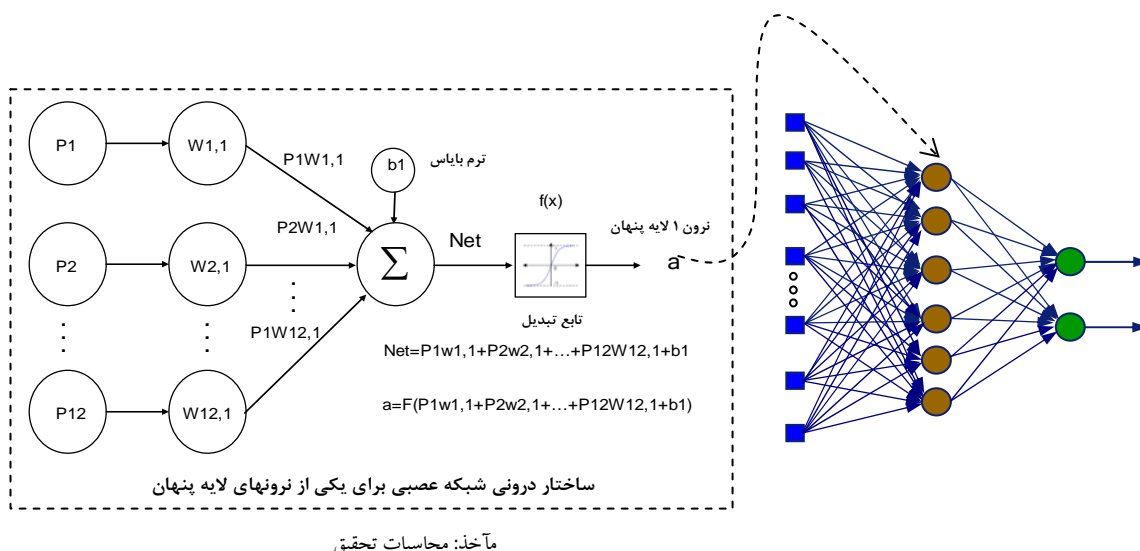 P1
W1,1
P1W1,1
b1
ترم بایاس
P2
W2,1
P2W1,1
Σ
Net
f(x)
تابع تبدیل
نرون ۱ لایه پنهان
a
P1W12,1
P12
W12,1
Net=P1w1,1+P2w2,1+…+P12W12,1+b1
a=F(P1w1,1+P2w2,1+…+P12W12,1+b1)
ساختار درونی شبکه عصبی برای یکی از نرونهای لایه پنهان
مآخذ: محاسبات تحقیق